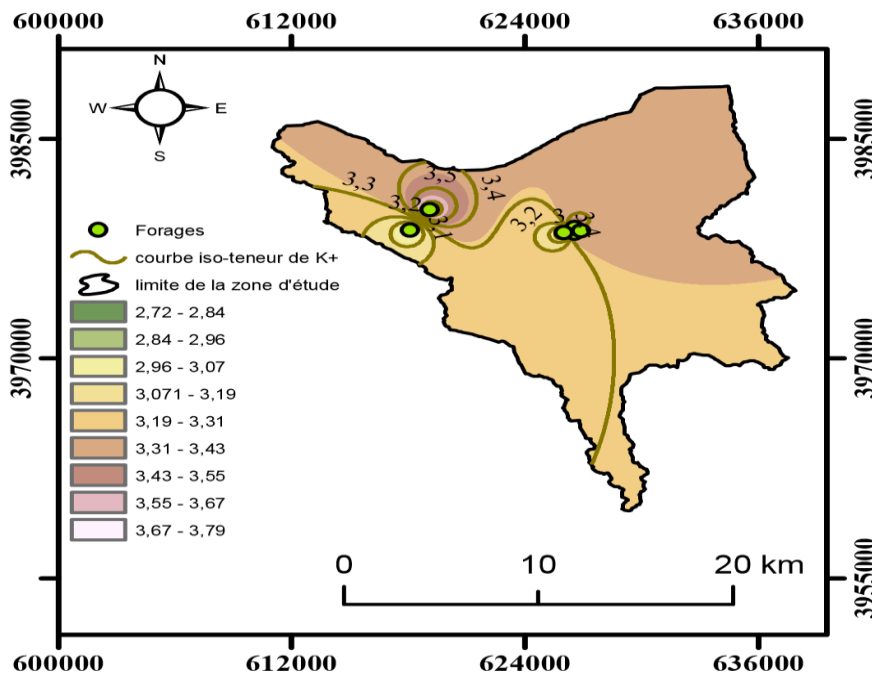 600000 612000 624000 636000
N
W E
S
3985000 3985000
3,5
3,3
3,4
3,2
3,2
Forages
courbe iso-teneur de K+
limite de la zone d'étude
2,72 - 2,84
2,84 - 2,96
2,96 - 3,07
3,071 - 3,19
3,19 - 3,31
3,31 - 3,43
3,43 - 3,55
3,55 - 3,67
3,67 - 3,79
3970000 3970000
0 10 20 km
3955000 3955000
600000 612000 624000 636000